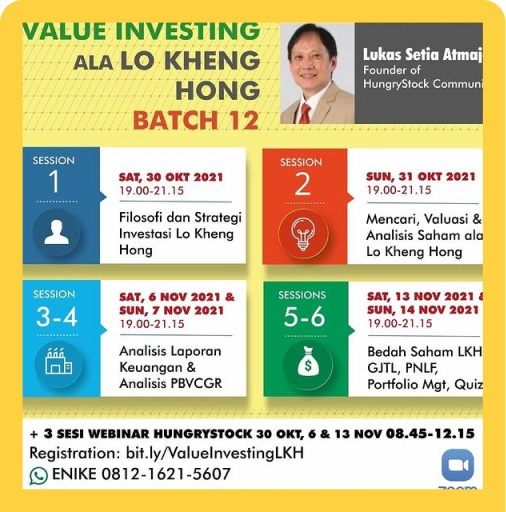 VALUE INVESTING
ALA LO KHENG
HONG
BATCH 12
Lukas Setia Atmaj
Founder of
HungryStock Communi
SESSION
1
SAT, 30 OKT 2021
19.00-21.15
Filosofi dan Strategi
Investasi Lo Kheng
Hong
SESSION
2
SUN, 31 OKT 2021
19.00-21.15
Mencari, Valuasi &
Analisis Saham ala
Lo Kheng Hong
SESSION
3-4
SAT, 6 NOV 2021 &
SUN, 7 NOV 2021
19.00-21.15
Analisis Laporan
Keuangan &
Analisis PBVCGR
SESSIONS
5-6
SAT, 13 NOV 2021 &
SUN, 14 NOV 2021
19.00-21.15
Bedah Saham LKH
GJTL, PNLF,
Portfolio Mgt, Quiz
+ 3 SESI WEBINAR HUNGRYSTOCK 30 OKT, 6 & 13 NOV 08.45-12.15
Registration: bit.ly/ValueInvestingLKH
ENIKE 0812-1621-5607
zoom